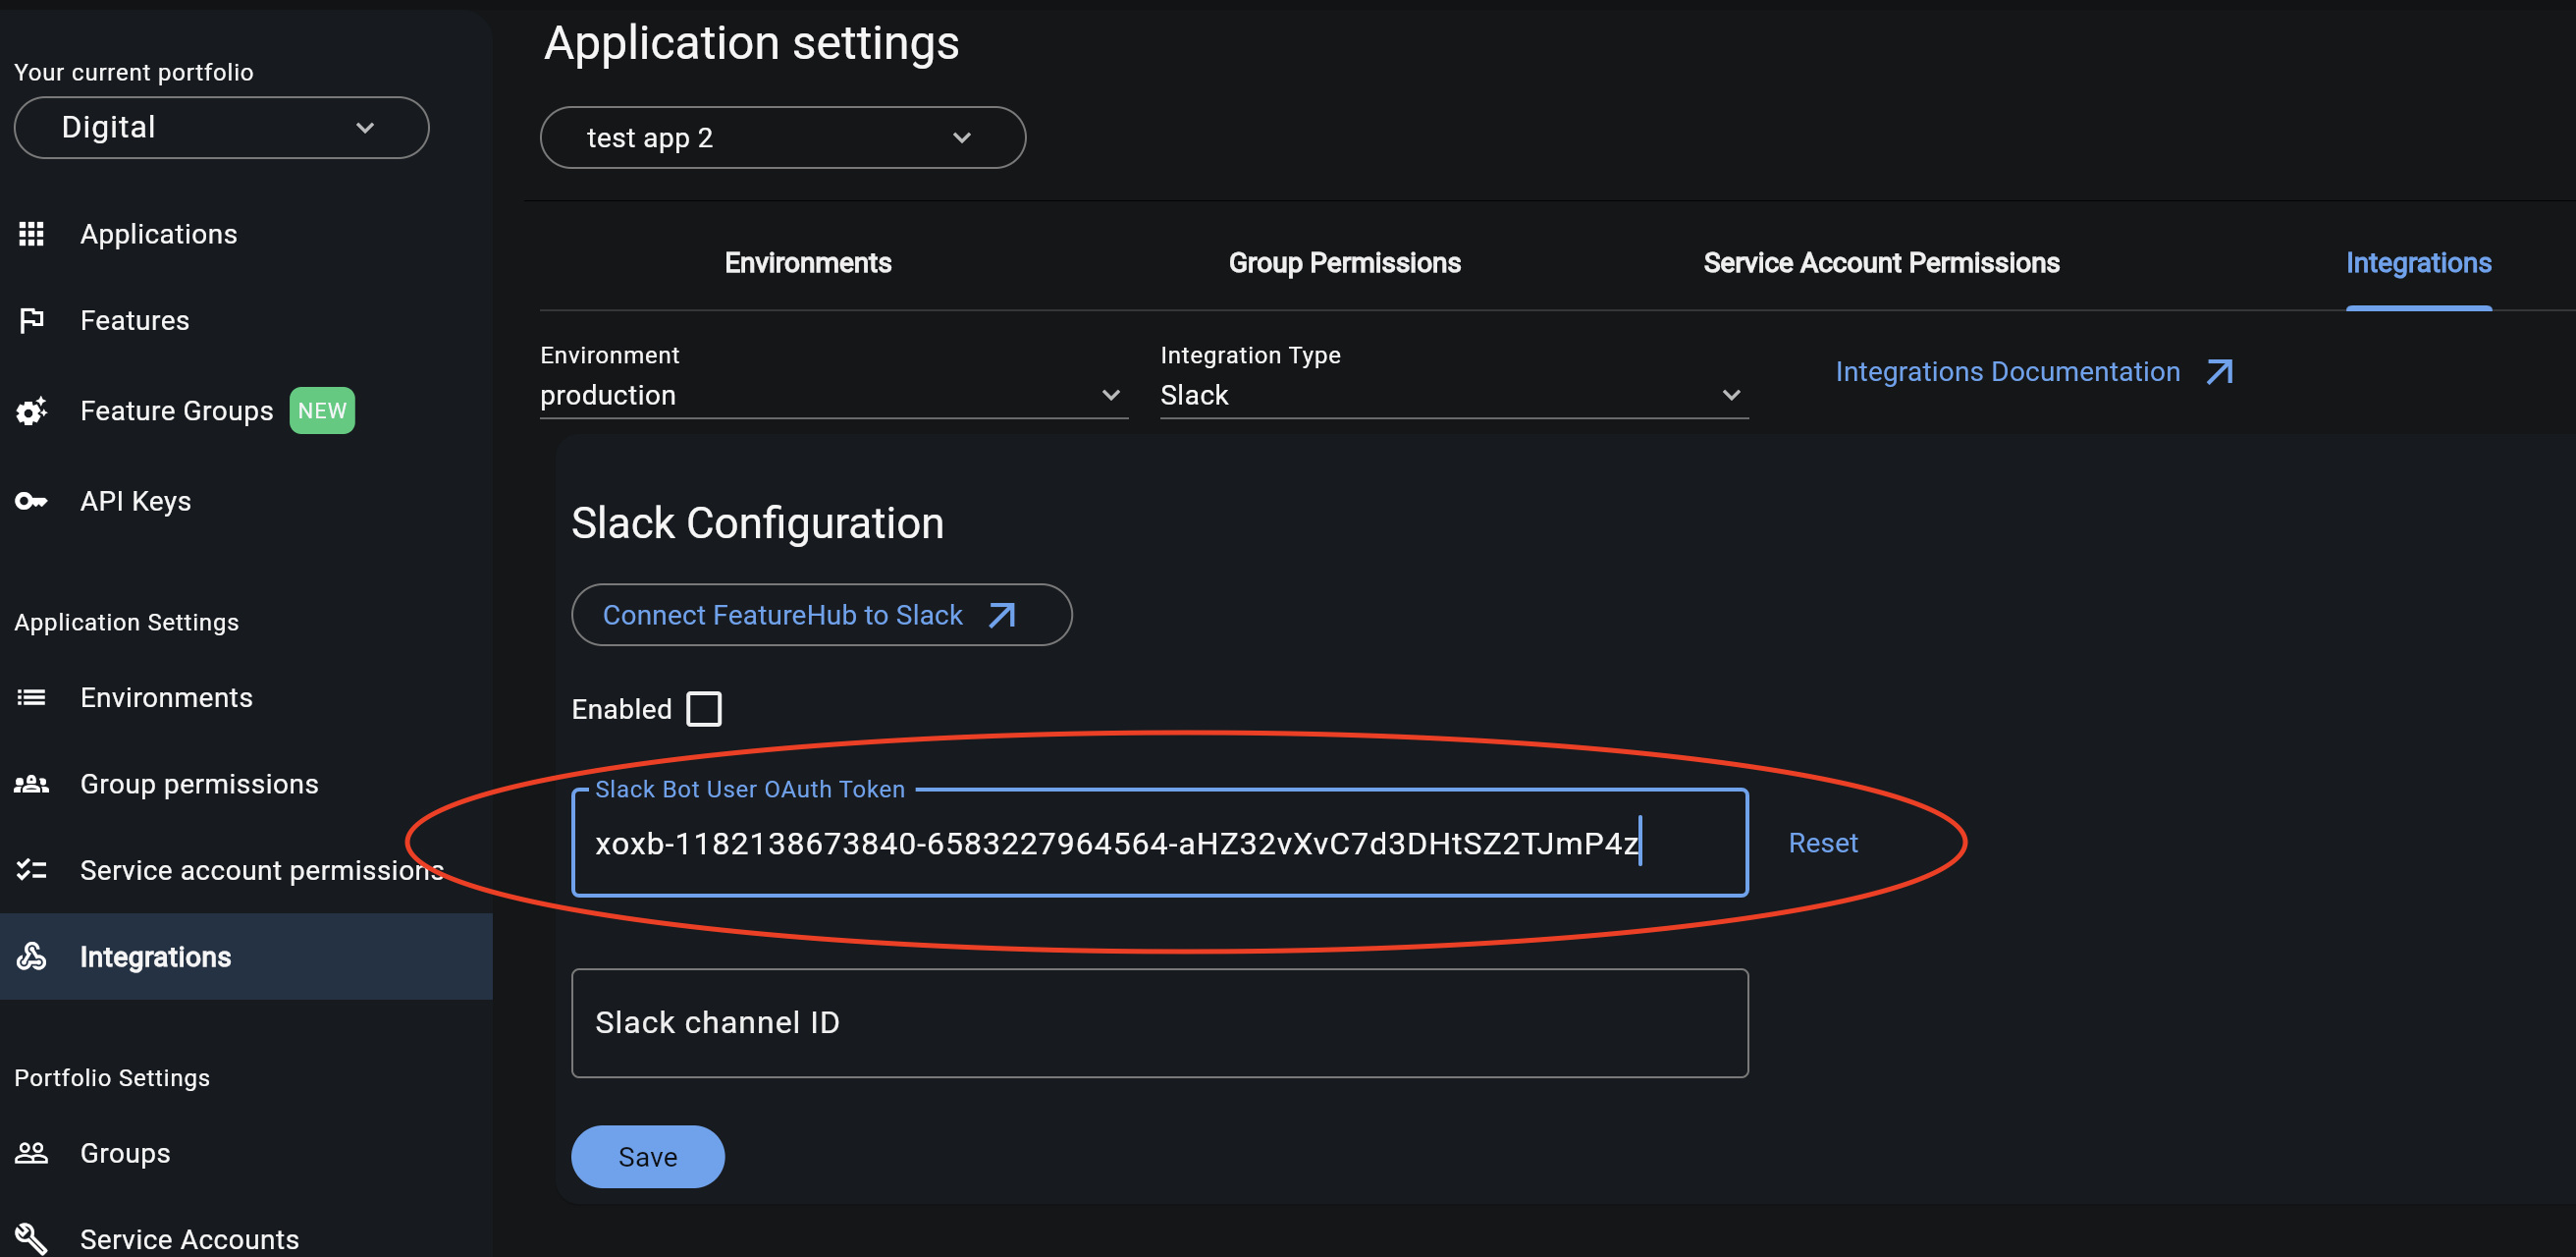 Your current portfolio
Digital
Applications
Features
Feature Groups NEW
API Keys
Application Settings
Environments
Group permissions
Service account permissions
Integrations
Portfolio Settings
Groups
Service Accounts
Application settings
test app 2
Environments Group Permissions Service Account Permissions Integrations
Environment
production
Integration Type
Slack
Integrations Documentation
Slack Configuration
Connect FeatureHub to Slack
Enabled
Slack Bot User OAuth Token
xoxb-1182138673840-6583227964564-aHZ32vXvC7d3DHtSZ2TJmP4z
Reset
Slack channel ID
Save